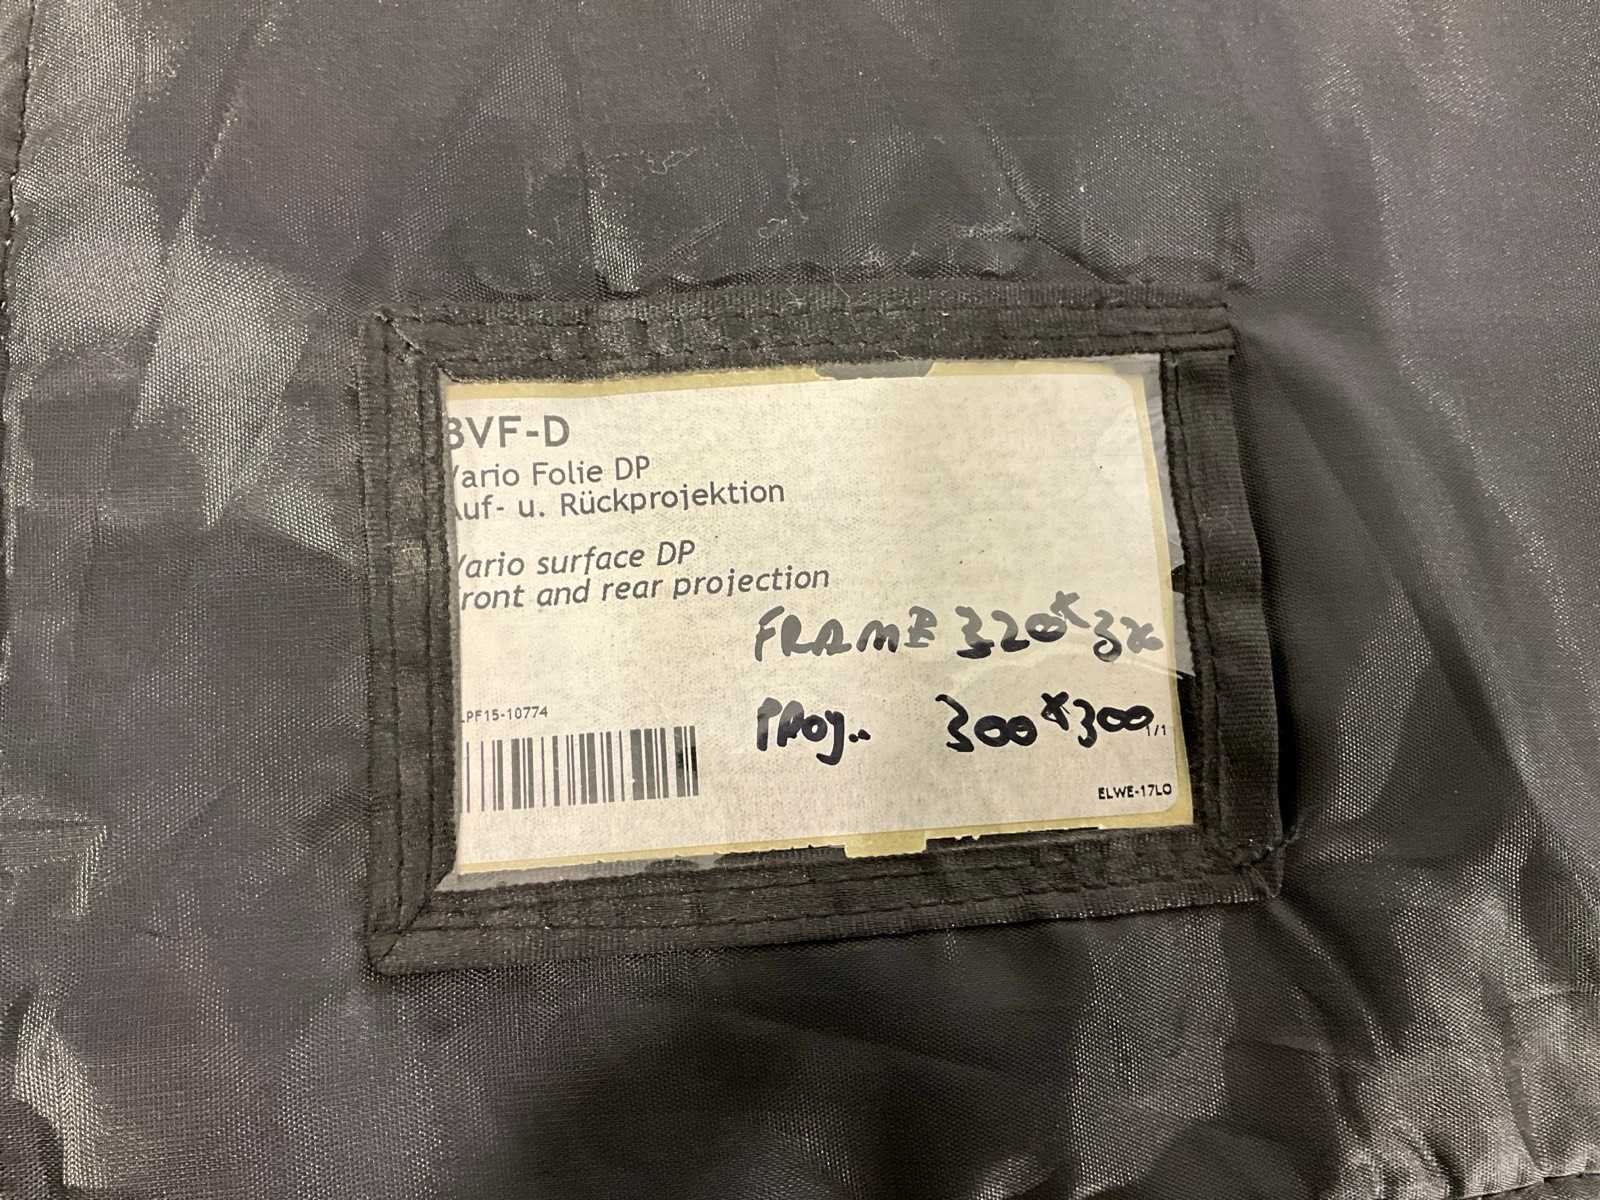 BVF-D
Vario Folie DP
Auf- u. Rückprojektion
Vario surface DP
Front and rear projection
FRAME 320x320
PROJ.. 300x300
1/1
LPF15-10774
ELWE-17LO